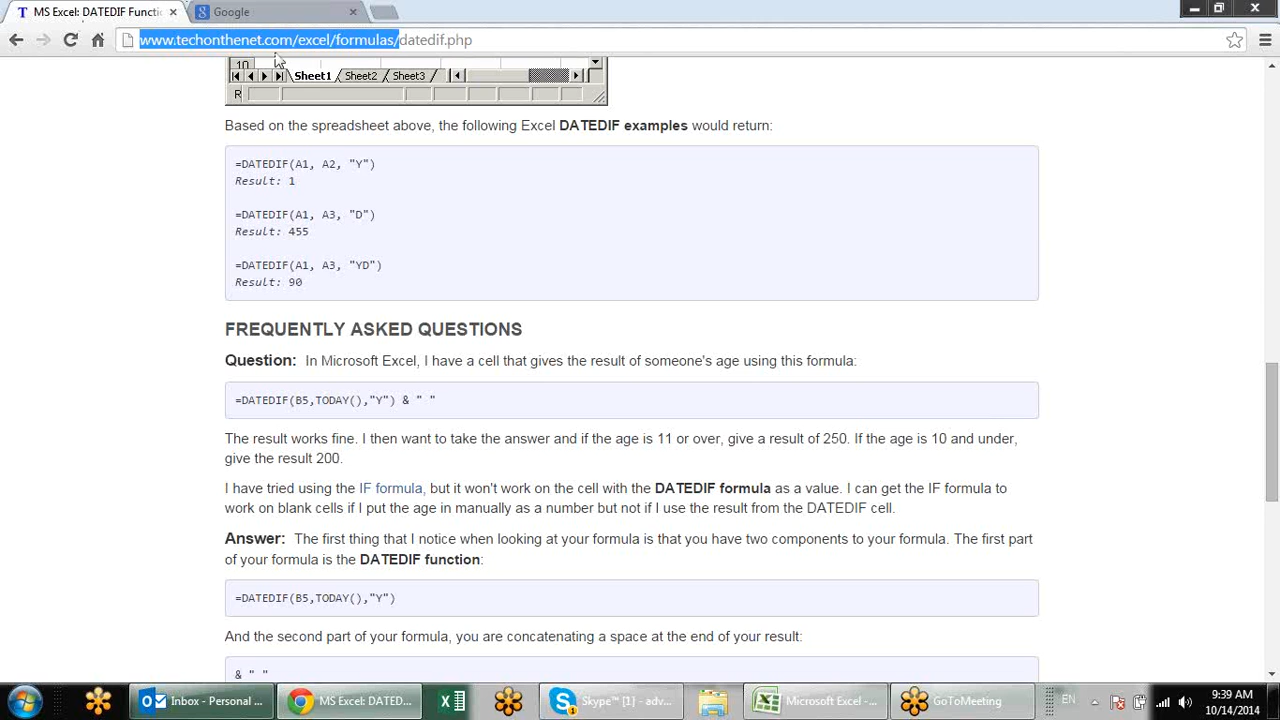 MS Excel: DATEDIF Functi
Google
www.techonthenet.com/excel/formulas/datedif.php
10
Sheet1 Sheet2 Sheet3
R
Based on the spreadsheet above, the following Excel DATEDIF examples would return:
=DATEDIF(A1, A2, "Y")
Result: 1
=DATEDIF(A1, A3, "D")
Result: 455
=DATEDIF(A1, A3, "YD")
Result: 90
FREQUENTLY ASKED QUESTIONS
Question: In Microsoft Excel, I have a cell that gives the result of someone's age using this formula:
=DATEDIF(B5,TODAY(),"Y") & " "
The result works fine. I then want to take the answer and if the age is 11 or over, give a result of 250. If the age is 10 and under,
give the result 200.
I have tried using the IF formula, but it won't work on the cell with the DATEDIF formula as a value. I can get the IF formula to
work on blank cells if I put the age in manually as a number but not if I use the result from the DATEDIF cell.
Answer: The first thing that I notice when looking at your formula is that you have two components to your formula. The first part
of your formula is the DATEDIF function:
=DATEDIF(B5,TODAY(),"Y")
And the second part of your formula, you are concatenating a space at the end of your result:
& " "
Inbox - Personal ...
MS Excel: DATED...
Skype™ [1] - adv...
Microsoft Excel - ...
GoToMeeting
EN
9:39 AM
10/14/2014